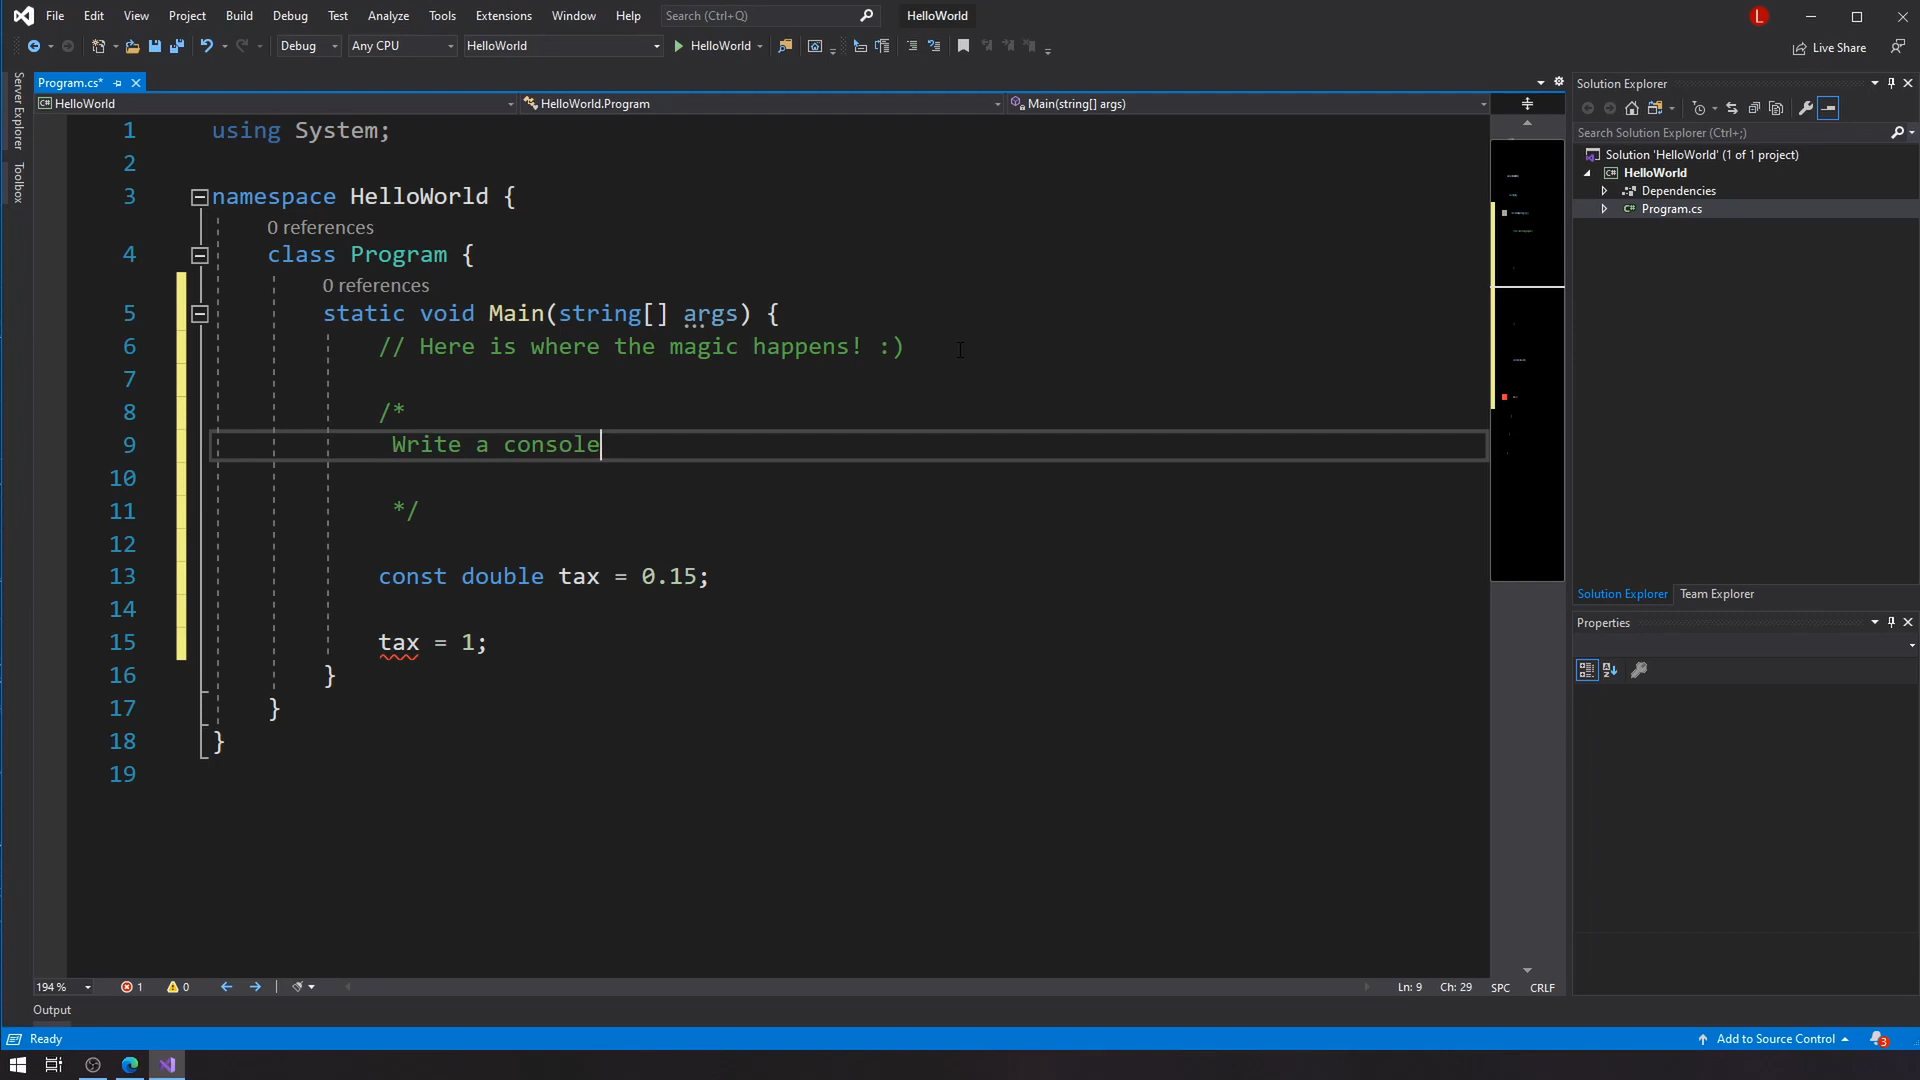 File Edit View Project Build Debug Test Analyze Tools Extensions Window Help Search (Ctrl+Q) HelloWorld L
Debug Any CPU HelloWorld HelloWorld Live Share
Server Explorer
Toolbox
Program.cs*
HelloWorld HelloWorld.Program Main(string[] args)
1 using System;
2
3 namespace HelloWorld {
0 references
4 class Program {
0 references
5 static void Main(string[] args) {
6 // Here is where the magic happens! :)
7
8 /*
9 Write a console
10
11 */
12
13 const double tax = 0.15;
14
15 tax = 1;
16 }
17 }
18 }
19
194 % 1 0 Ln: 9 Ch: 29 SPC CRLF
Output
Solution Explorer
Search Solution Explorer (Ctrl+;)
Solution 'HelloWorld' (1 of 1 project)
HelloWorld
Dependencies
Program.cs
Solution Explorer Team Explorer
Properties
Ready Add to Source Control 3